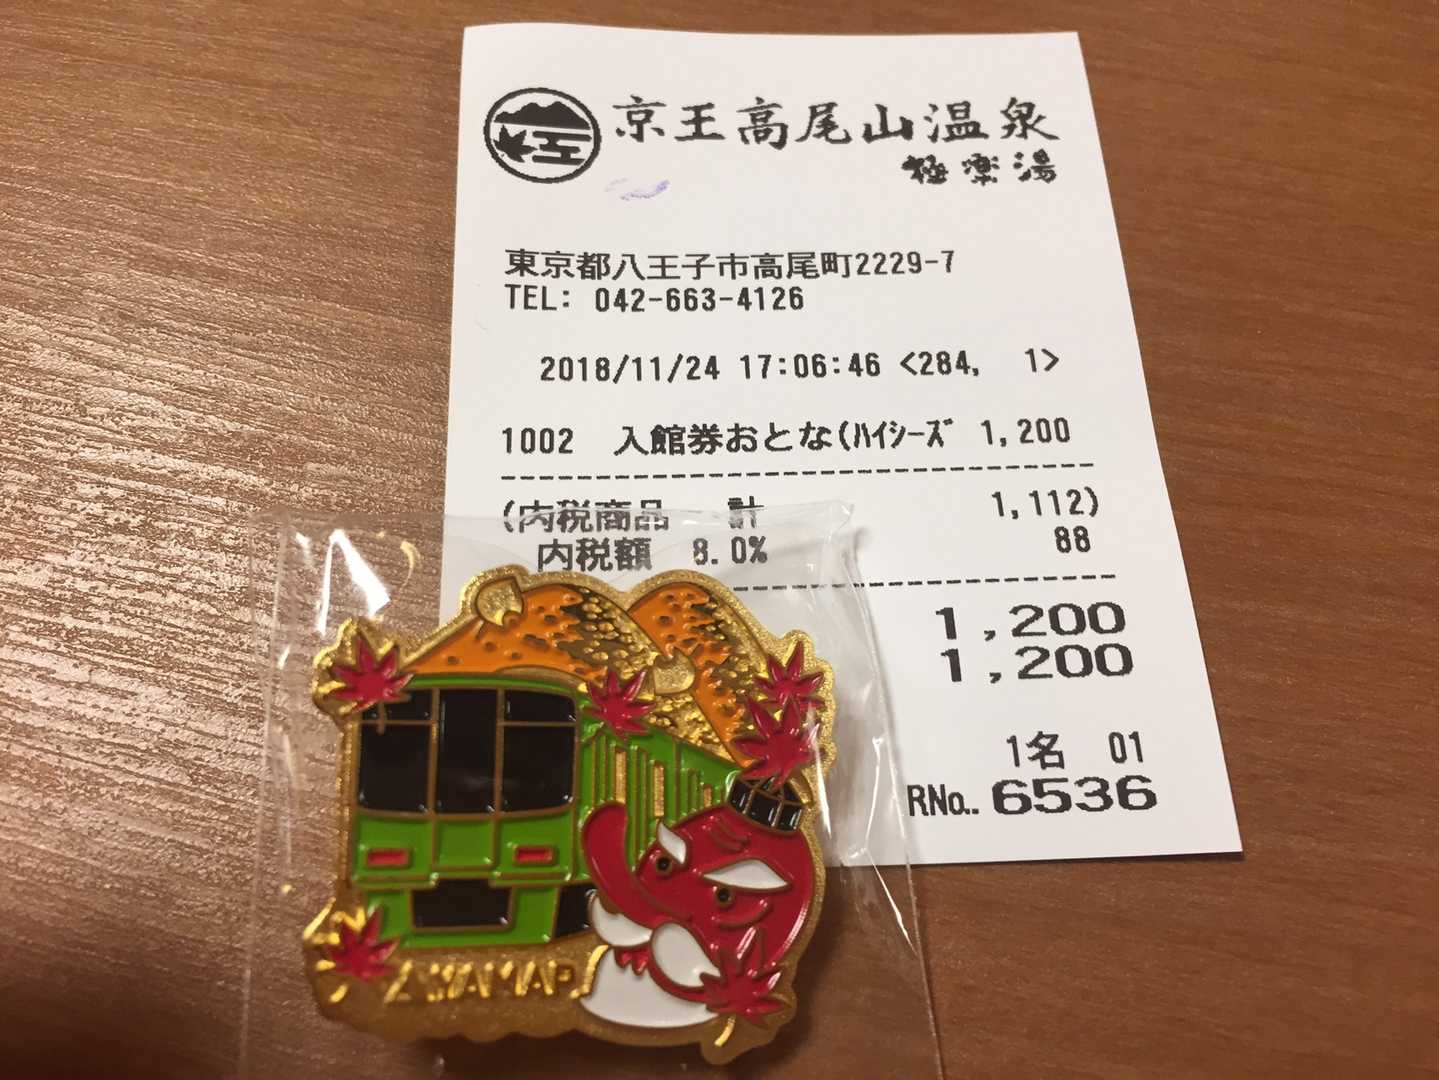 京王高尾山温泉
極楽湯
東京都八王子市高尾町2229-7
TEL: 042-663-4126
2018/11/24 17:06:46 <284, 1>
1002 入館券おとな(ﾊｲｼｰｽﾞ 1,200
(内税商品 計 1,112)
内税額 8.0% 88
1,200
1,200
1名 01
RNo.. 6536
YAMAP